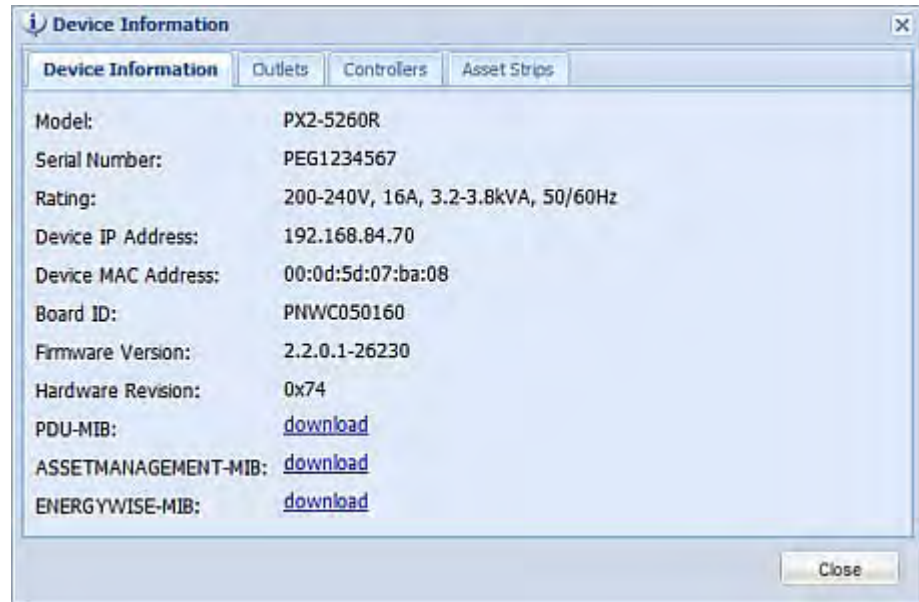 Device Information
Device Information Outlets Controllers Asset Strips
Model: PX2-5260R
Serial Number: PEG1234567
Rating: 200-240V, 16A, 3.2-3.8kVA, 50/60Hz
Device IP Address: 192.168.84.70
Device MAC Address: 00:0d:5d:07:ba:08
Board ID: PNWC050160
Firmware Version: 2.2.0.1-26230
Hardware Revision: 0x74
PDU-MIB: download
ASSETMANAGEMENT-MIB: download
ENERGYWISE-MIB: download
Close